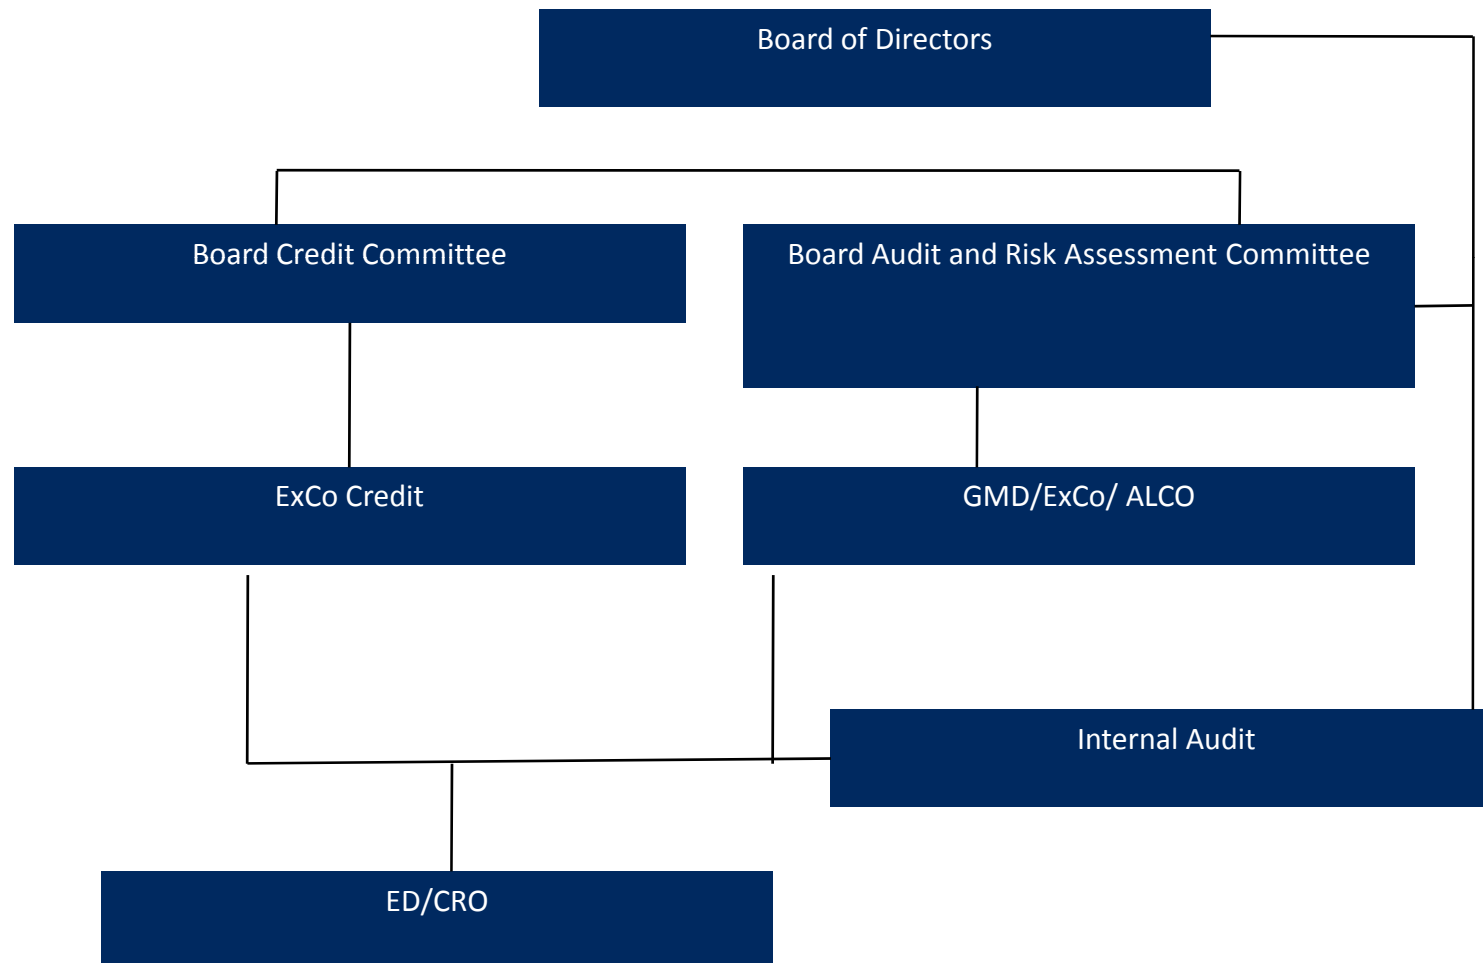 Board of Directors
Board Credit Committee
Board Audit and Risk Assessment Committee
ExCo Credit
GMD/ExCo/ ALCO
Internal Audit
ED/CRO